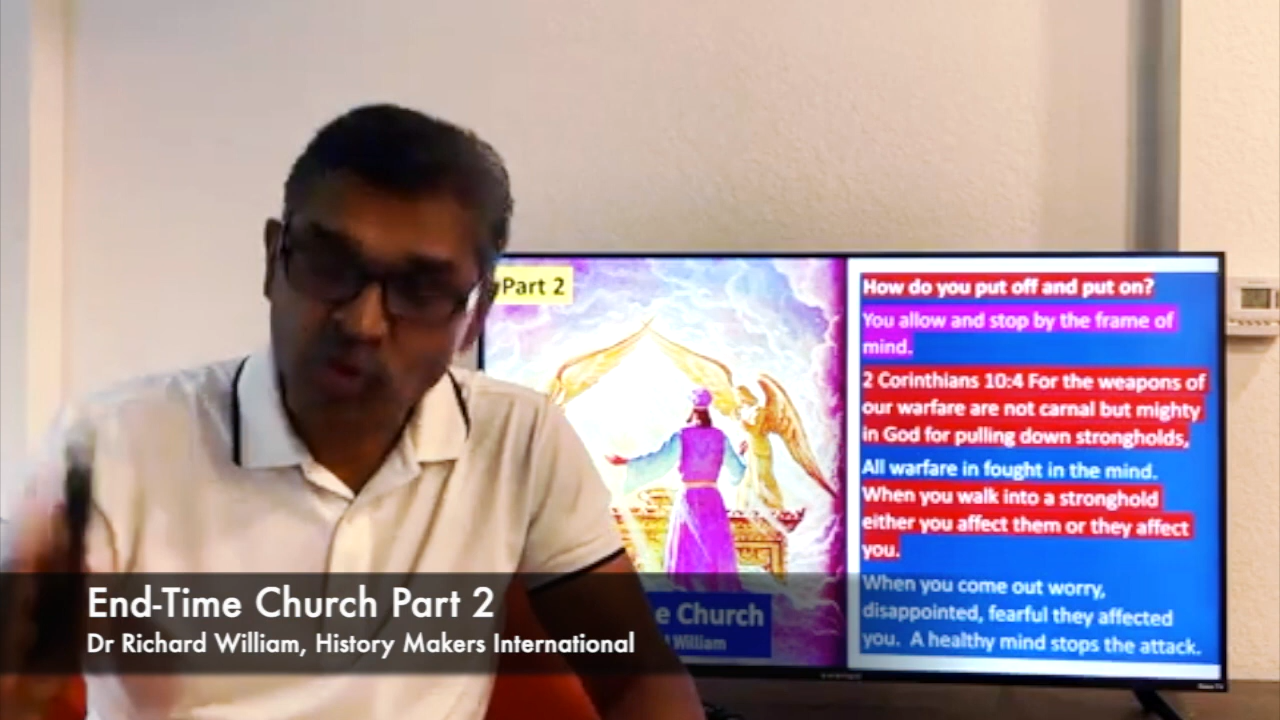 Part 2
How do you put off and put on?
You allow and stop by the frame of
mind.
2 Corinthians 10:4 For the weapons of
our warfare are not carnal but mighty
in God for pulling down strongholds,
All warfare in fought in the mind.
When you walk into a stronghold
either you affect them or they affect
you.
When you come out worry,
disappointed, fearful they affected
you. A healthy mind stops the attack.
e Church
William
End-Time Church Part 2
Dr Richard William, History Makers International